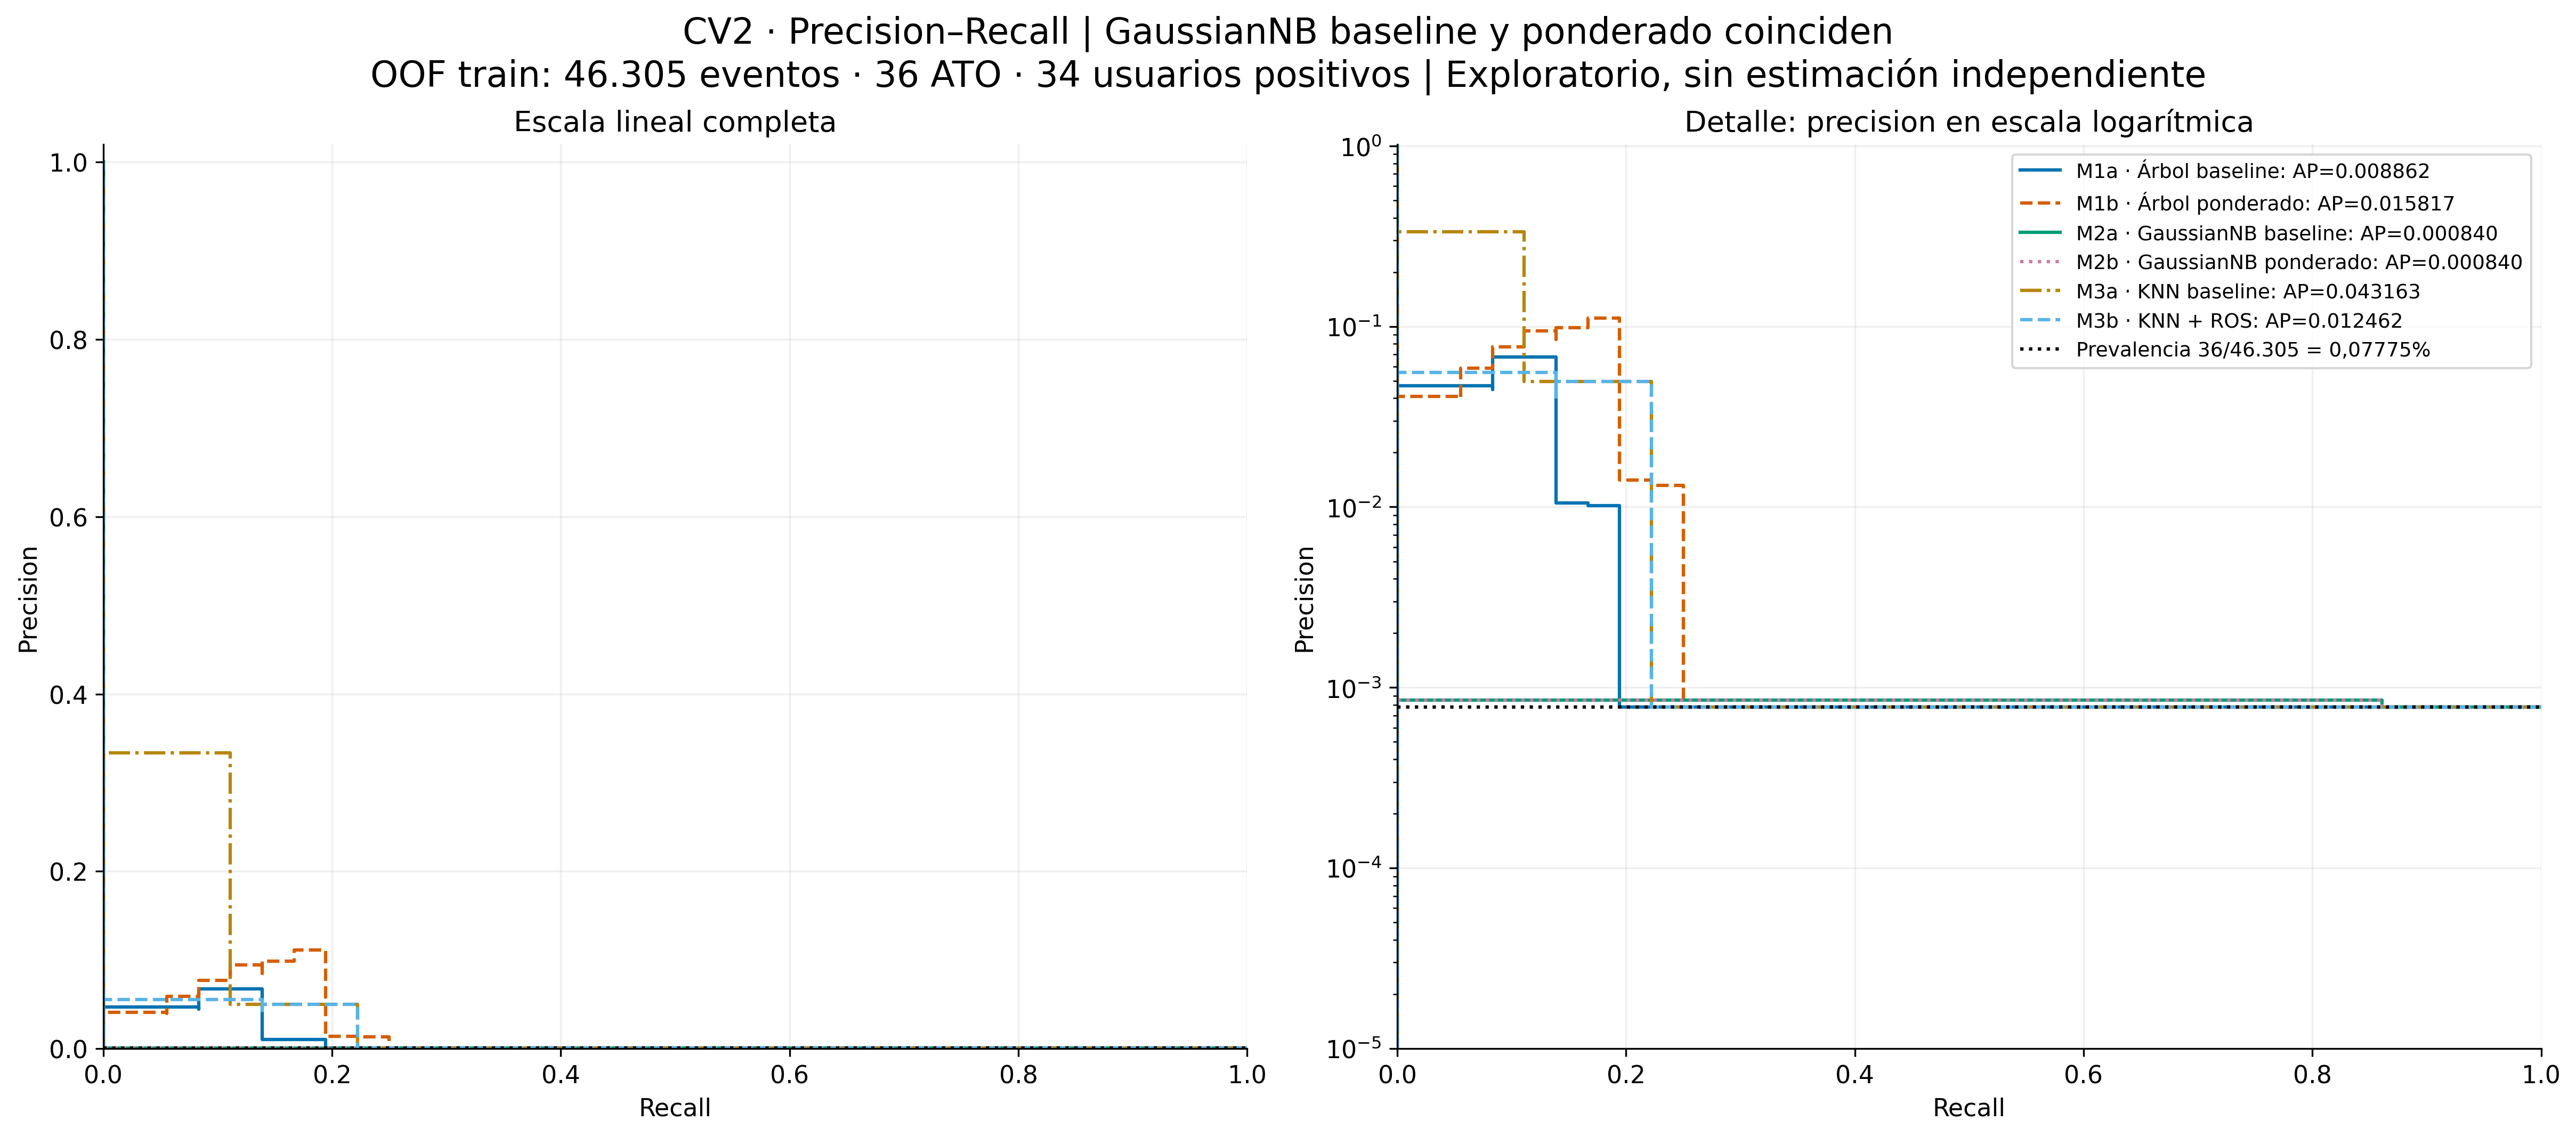 CV2 · Precision–Recall | GaussianNB baseline y ponderado coinciden
OOF train: 46.305 eventos · 36 ATO · 34 usuarios positivos | Exploratorio, sin estimación independiente
Escala lineal completa
1.0
0.8
0.6
0.4
0.2
0.0
Precision
0.0 0.2 0.4 0.6 0.8 1.0
Recall
Detalle: precision en escala logarítmica
10⁰
10⁻¹
10⁻²
10⁻³
10⁻⁴
10⁻⁵
Precision
M1a · Árbol baseline: AP=0.008862
M1b · Árbol ponderado: AP=0.015817
M2a · GaussianNB baseline: AP=0.000840
M2b · GaussianNB ponderado: AP=0.000840
M3a · KNN baseline: AP=0.043163
M3b · KNN + ROS: AP=0.012462
Prevalencia 36/46.305 = 0,07775%
0.0 0.2 0.4 0.6 0.8 1.0
Recall